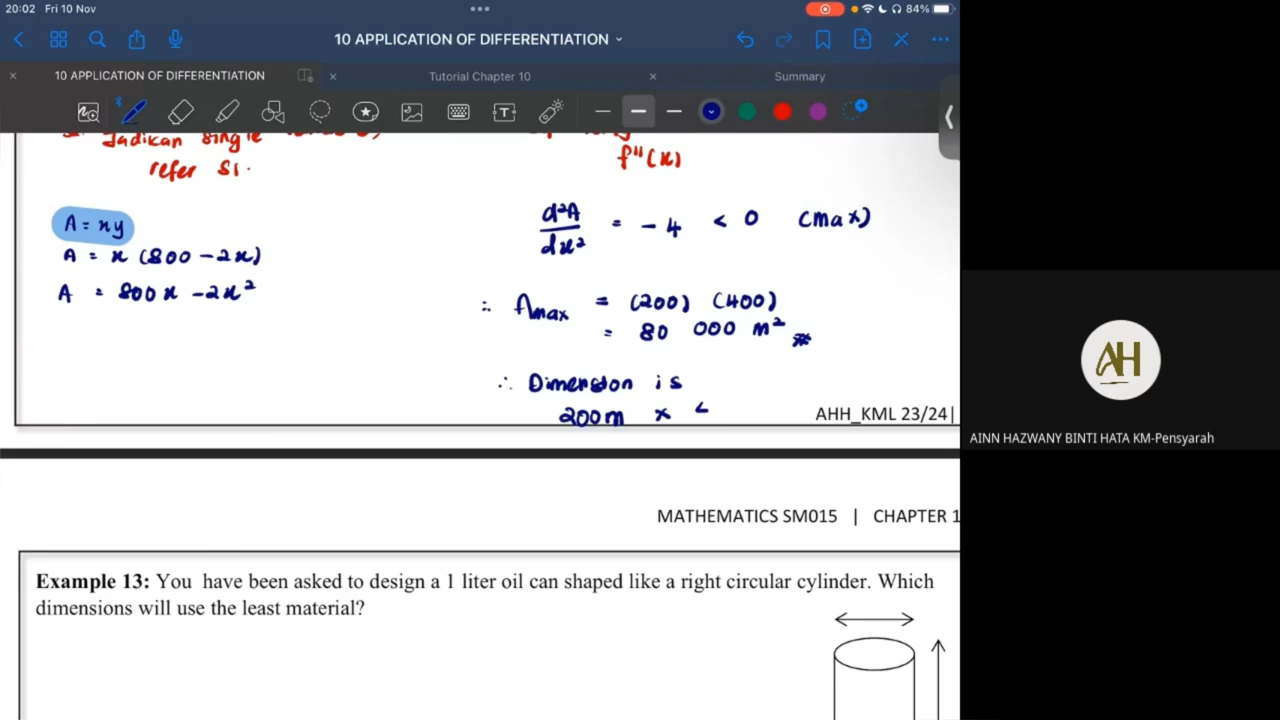 20:02 Fri 10 Nov
84%
10 APPLICATION OF DIFFERENTIATION
10 APPLICATION OF DIFFERENTIATION
Tutorial Chapter 10
Summary
Jadikan single
refer S1.
f"(x)
A = xy
A = x (800 - 2x)
A = 800x - 2x²
d²A/dx² = - 4 < 0 (max)
∴ Amax = (200) (400)
= 80 000 m² #
∴ Dimension is
200m x
AHH_KML 23/24|
MATHEMATICS SM015 | CHAPTER 1
Example 13: You have been asked to design a 1 liter oil can shaped like a right circular cylinder. Which
dimensions will use the least material?
AH
AINN HAZWANY BINTI HATA KM-Pensyarah